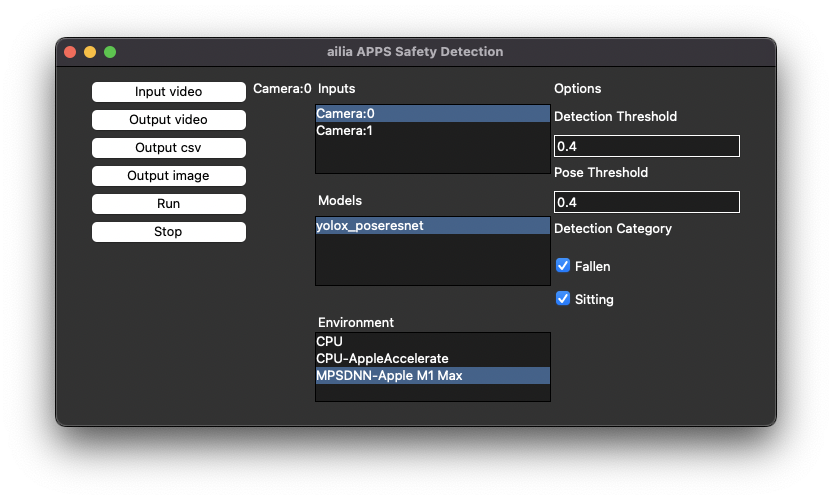 ailia APPS Safety Detection
Input video
Output video
Output csv
Output image
Run
Stop
Camera:0
Inputs
Camera:0
Camera:1
Models
yolox_poseresnet
Environment
CPU
CPU-AppleAccelerate
MPSDNN-Apple M1 Max
Options
Detection Threshold
0.4
Pose Threshold
0.4
Detection Category
Fallen
Sitting